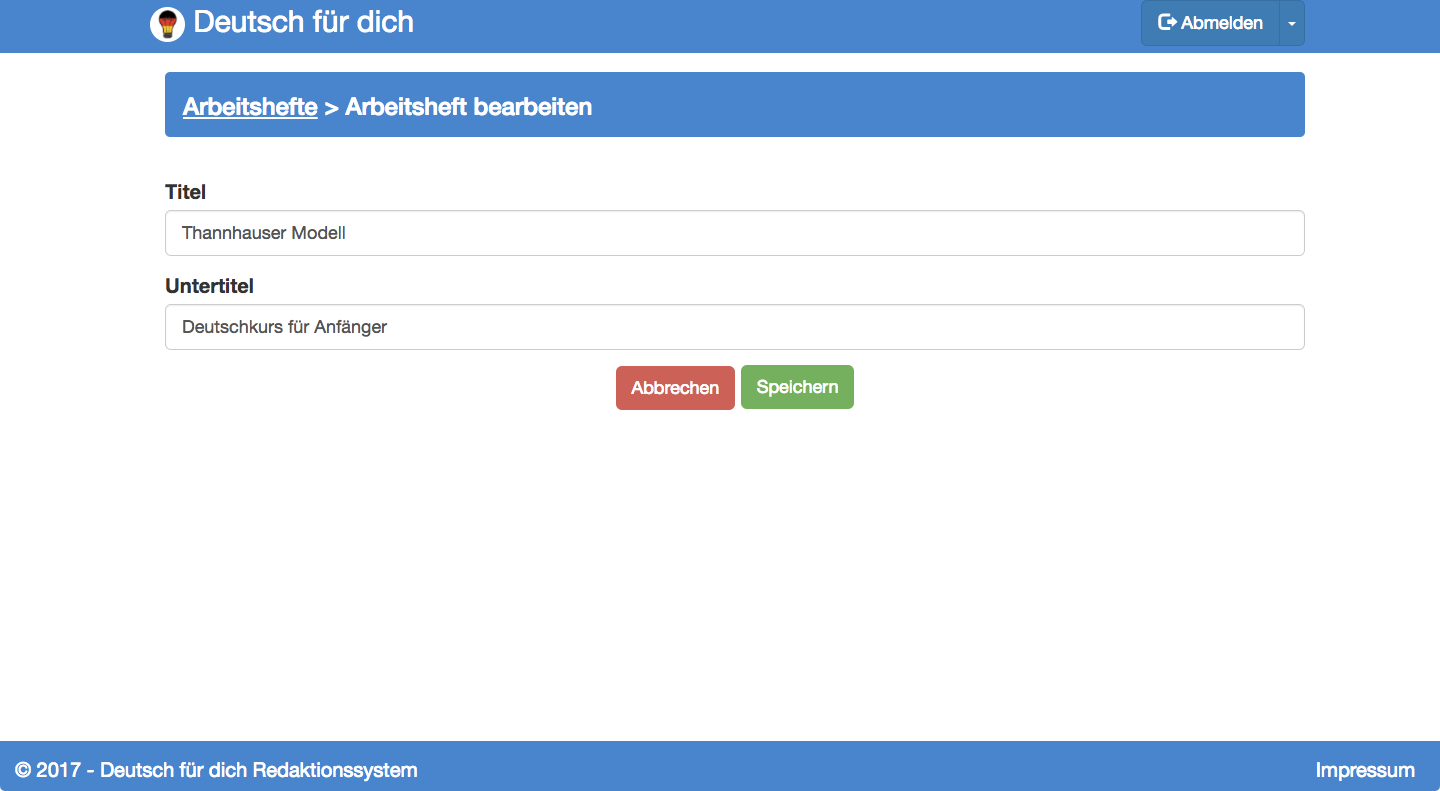 Deutsch für dich
Abmelden
Arbeitshefte > Arbeitsheft bearbeiten
Titel
Thannhauser Modell
Untertitel
Deutschkurs für Anfänger
Abbrechen Speichern
© 2017 - Deutsch für dich Redaktionssystem
Impressum